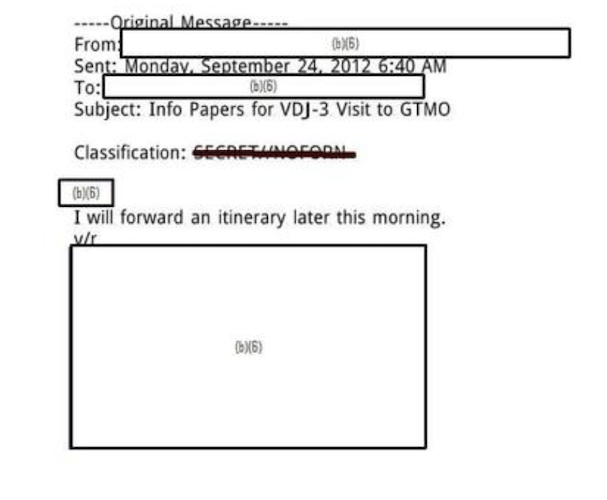 -----Original Message-----
From: (b)(6)
Sent: Monday, September 24, 2012 6:40 AM
To: (b)(6)
Subject: Info Papers for VDJ-3 Visit to GTMO
Classification: SECRET//NOFORN
(b)(6)
I will forward an itinerary later this morning.
v/r
(b)(6)